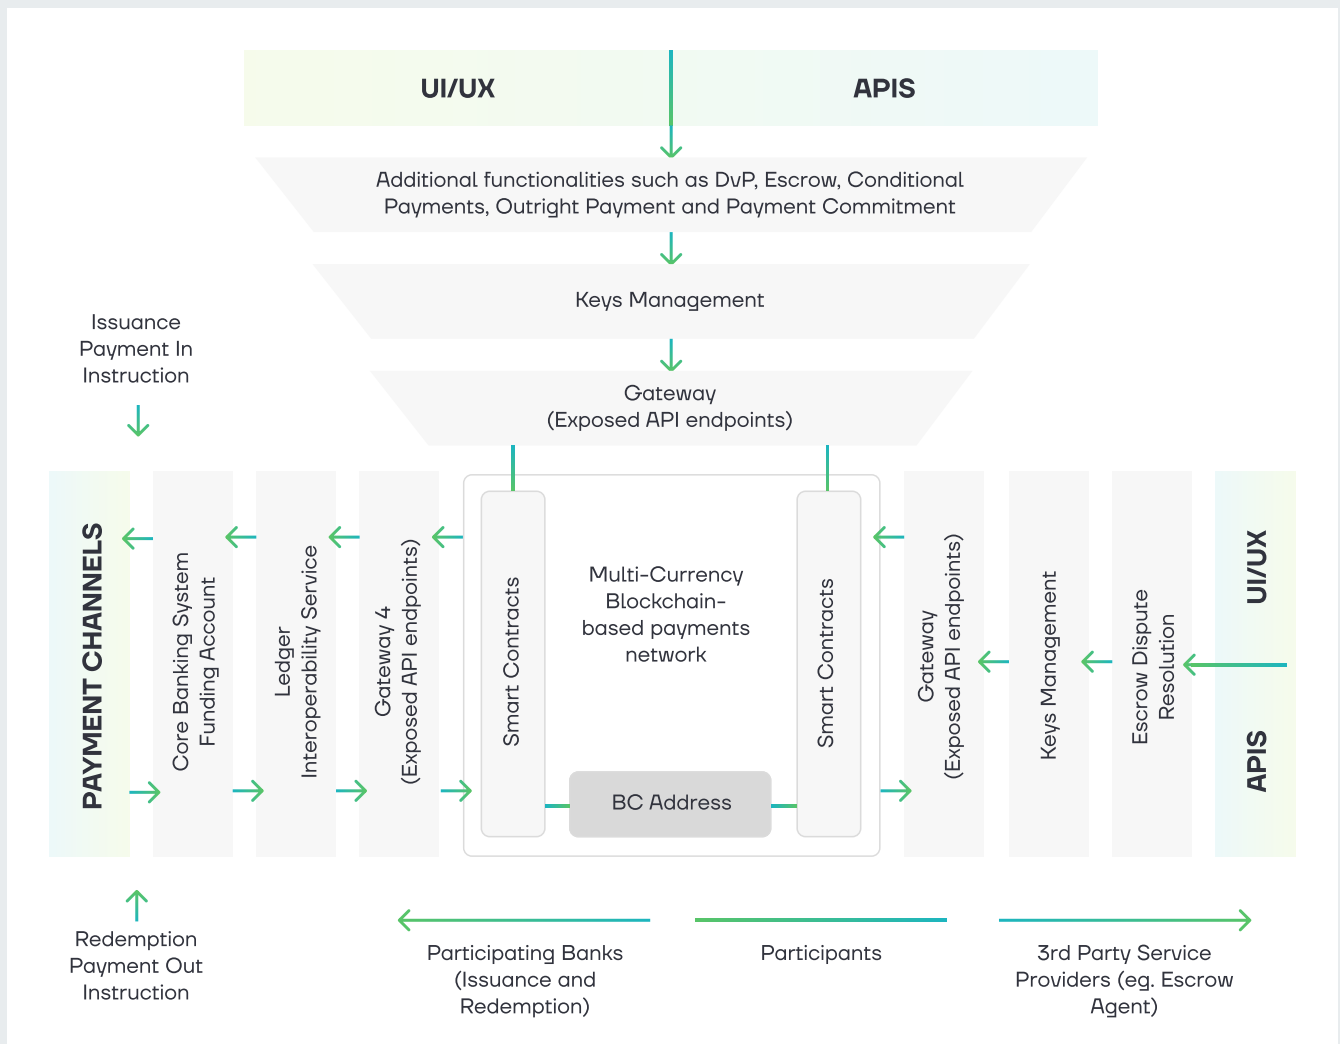 UI/UX
APIS
Additional functionalities such as DvP, Escrow, Conditional
Payments, Outright Payment and Payment Commitment
Keys Management
Gateway
(Exposed API endpoints)
Issuance
Payment In
Instruction
PAYMENT CHANNELS
Core Banking System
Funding Account
Ledger
Interoperability Service
Gateway 4
(Exposed API endpoints)
Smart Contracts
Multi-Currency
Blockchain-
based payments
network
BC Address
Smart Contracts
Gateway
(Exposed API endpoints)
Keys Management
Escrow Dispute
Resolution
UI/UX
APIS
Redemption
Payment Out
Instruction
Participating Banks
(Issuance and
Redemption)
Participants
3rd Party Service
Providers (eg. Escrow
Agent)